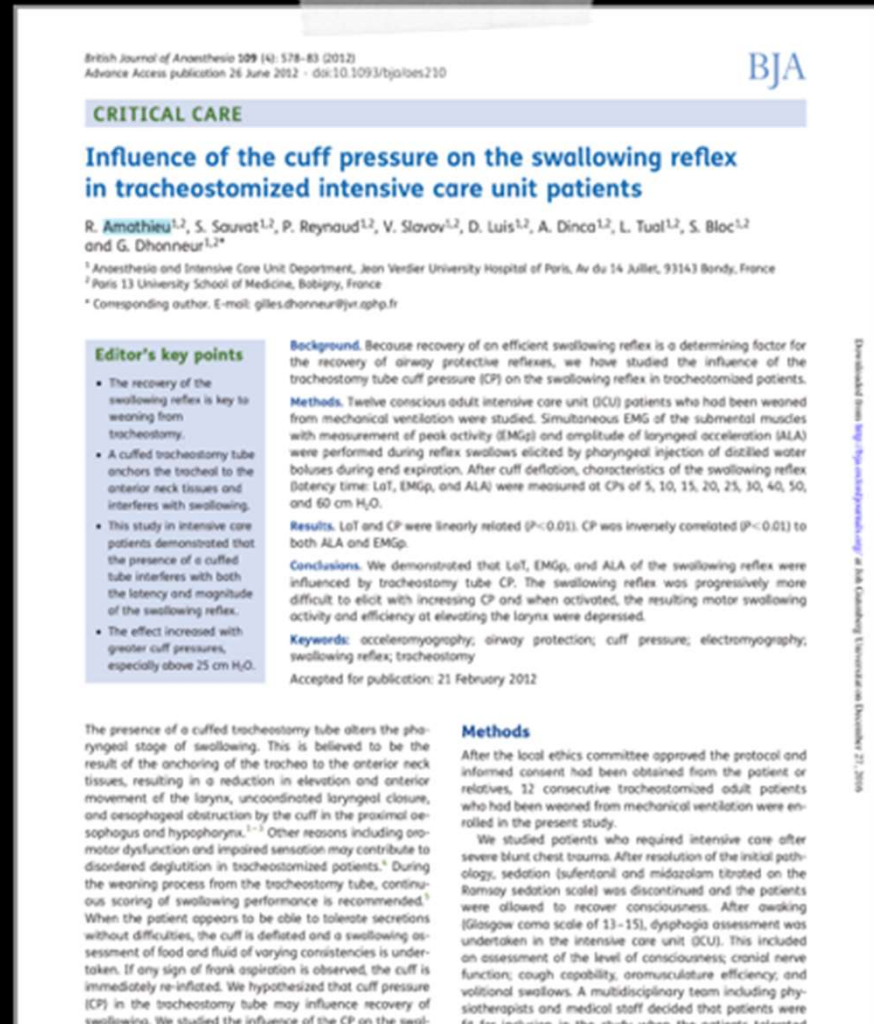 British Journal of Anaesthesia 109 (4): 578–83 (2012)
Advance Access publication 26 June 2012 · doi:10.1093/bja/aes210
BJA
CRITICAL CARE
Influence of the cuff pressure on the swallowing reflex
in tracheostomized intensive care unit patients
R. Amathieu1,2, S. Sauvat1,2, P. Reynaud1,2, V. Slavov1,2, D. Luis1,2, A. Dinca1,2, L. Tual1,2, S. Bloc1,2
and G. Dhonneur1,2*
1 Anaesthesia and Intensive Care Unit Department, Jean Verdier University Hospital of Paris, Av du 14 Juillet, 93143 Bondy, France
2 Paris 13 University School of Medicine, Bobigny, France
* Corresponding author. E-mail: gilles.dhonneur@jvr.aphp.fr
Editor's key points
• The recovery of the
swallowing reflex is key to
weaning from
tracheostomy.
• A cuffed tracheostomy tube
anchors the tracheal to the
anterior neck tissues and
interferes with swallowing.
• This study in intensive care
patients demonstrated that
the presence of a cuffed
tube interferes with both
the latency and magnitude
of the swallowing reflex.
• The effect increased with
greater cuff pressures,
especially above 25 cm H2O.
Background. Because recovery of an efficient swallowing reflex is a determining factor for
the recovery of airway protective reflexes, we have studied the influence of the
tracheostomy tube cuff pressure (CP) on the swallowing reflex in tracheotomized patients.
Methods. Twelve conscious adult intensive care unit (ICU) patients who had been weaned
from mechanical ventilation were studied. Simultaneous EMG of the submental muscles
with measurement of peak activity (EMGp) and amplitude of laryngeal acceleration (ALA)
were performed during reflex swallows elicited by pharyngeal injection of distilled water
boluses during end expiration. After cuff deflation, characteristics of the swallowing reflex
(latency time: LaT, EMGp, and ALA) were measured at CPs of 5, 10, 15, 20, 25, 30, 40, 50,
and 60 cm H2O.
Results. LaT and CP were linearly related (P<0.01). CP was inversely correlated (P<0.01) to
both ALA and EMGp.
Conclusions. We demonstrated that LaT, EMGp, and ALA of the swallowing reflex were
influenced by tracheostomy tube CP. The swallowing reflex was progressively more
difficult to elicit with increasing CP and when activated, the resulting motor swallowing
activity and efficiency at elevating the larynx were depressed.
Keywords: acceleromyography; airway protection; cuff pressure; electromyography;
swallowing reflex; tracheostomy
Accepted for publication: 21 February 2012
The presence of a cuffed tracheostomy tube alters the pha-
ryngeal stage of swallowing. This is believed to be the
result of the anchoring of the trachea to the anterior neck
tissues, resulting in a reduction in elevation and anterior
movement of the larynx, uncoordinated laryngeal closure,
and oesophageal obstruction by the cuff in the proximal oe-
sophagus and hypopharynx.1–3 Other reasons including oro-
motor dysfunction and impaired sensation may contribute to
disordered deglutition in tracheostomized patients.4 During
the weaning process from the tracheostomy tube, continu-
ous scoring of swallowing performance is recommended.5
When the patient appears to be able to tolerate secretions
without difficulties, the cuff is deflated and a swallowing as-
sessment of food and fluid of varying consistencies is under-
taken. If any sign of frank aspiration is observed, the cuff is
immediately re-inflated. We hypothesized that cuff pressure
(CP) in the tracheostomy tube may influence recovery of
swallowing. We studied the influence of the CP on the swal-
Methods
After the local ethics committee approved the protocol and
informed consent had been obtained from the patient or
relatives, 12 consecutive tracheostomized adult patients
who had been weaned from mechanical ventilation were en-
rolled in the present study.
We studied patients who required intensive care after
severe blunt chest trauma. After resolution of the initial path-
ology, sedation (sufentanil and midazolam titrated on the
Ramsay sedation scale) was discontinued and the patients
were allowed to recover consciousness. After awaking
(Glasgow coma scale of 13–15), dysphagia assessment was
undertaken in the intensive care unit (ICU). This included
an assessment of the level of consciousness; cranial nerve
function; cough capability, oromusculature efficiency, and
volitional swallows. A multidisciplinary team including phy-
siotherapists and medical staff decided that patients were
fit for inclusion in the study when the patients tolerated
Downloaded from http://bja.oxfordjournals.org/ at Joh Gutenberg Universitat on December 27, 2016